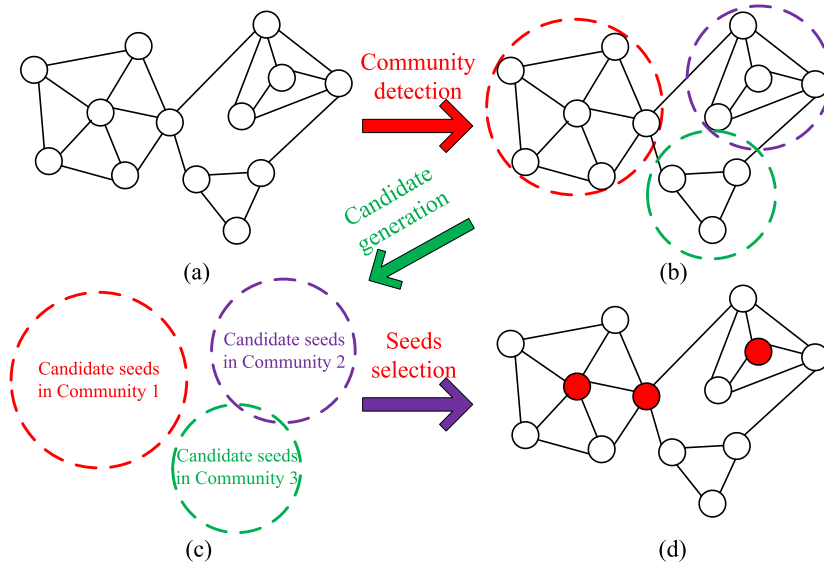 Community
detection
(a)
(b)
Candidate
generation
Candidate seeds
in Community 1
Candidate seeds
in Community 2
Candidate seeds
in Community 3
Seeds
selection
(c)
(d)